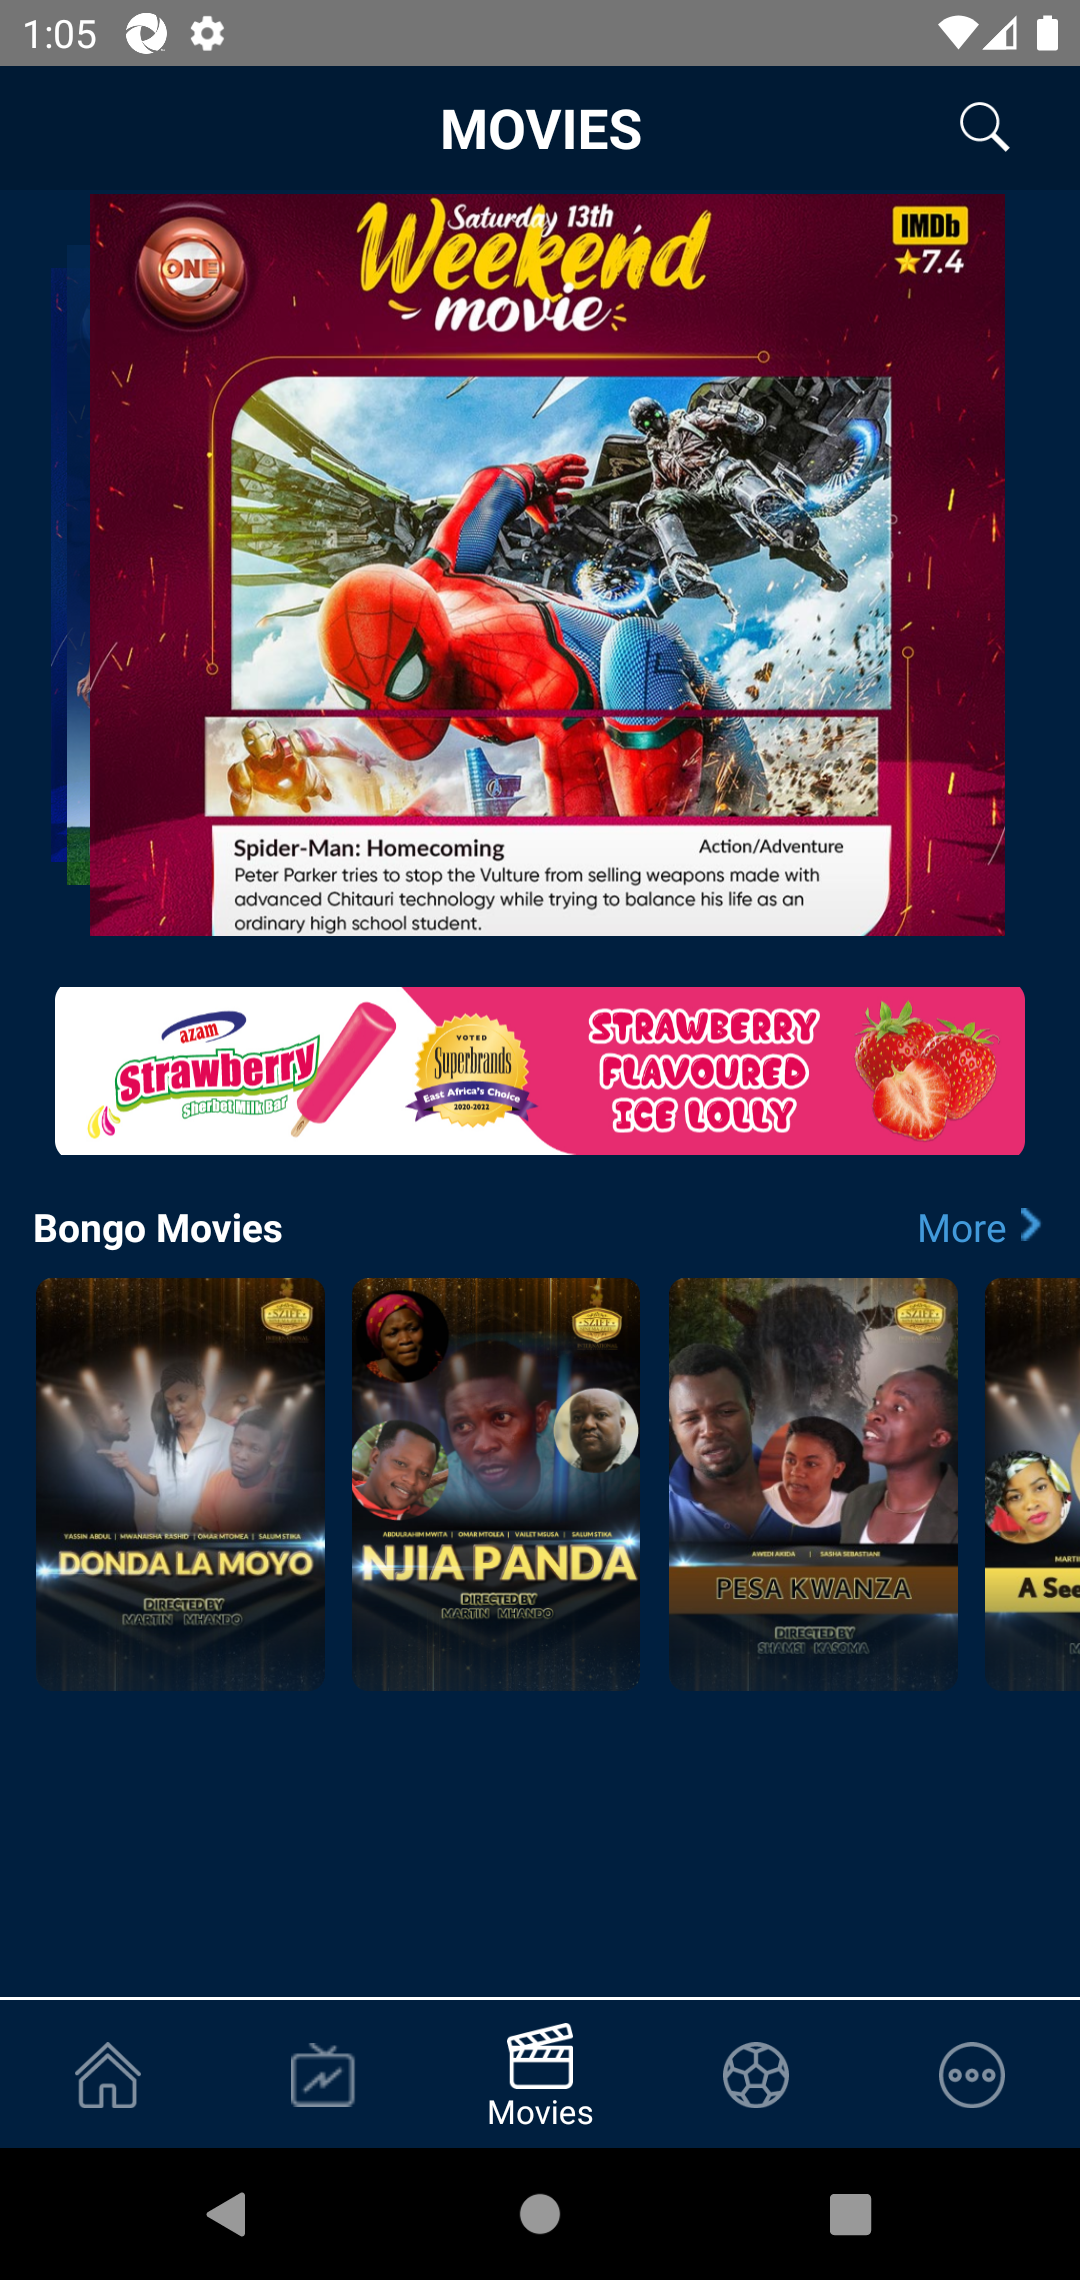 1:05
MOVIES
ONE
Saturday 13th
Weekend
movie
IMDb
7.4
Spider-Man: Homecoming
Action/Adventure
Peter Parker tries to stop the Vulture from selling weapons made with
advanced Chitauri technology while trying to balance his life as an
ordinary high school student.
azam
Strawberry
Sherbet Milk Bar
VOTED
Superbrands
East Africa's Choice
2020-2022
STRAWBERRY
FLAVOURED
ICE LOLLY
Bongo Movies
More
SZIFF
YASSIN ABDUL | MWANAISHA RASHID | OMAR MTOMEA | SALUM STIKA
DONDA LA MOYO
DIRECTED BY
MARTIN MHANDO
SZIFF
ABDULRAHIM MWITA | OMAR MTOLEA | VAILET MSUSA | SALUM STIKA
NJIA PANDA
DIRECTED BY
MARTIN MHANDO
SZIFF
AWEDI AKIDA | SASHA SEBASTIANI
PESA KWANZA
DIRECTED BY
SHAMSI KASOMA
MARTI
A See
Movies